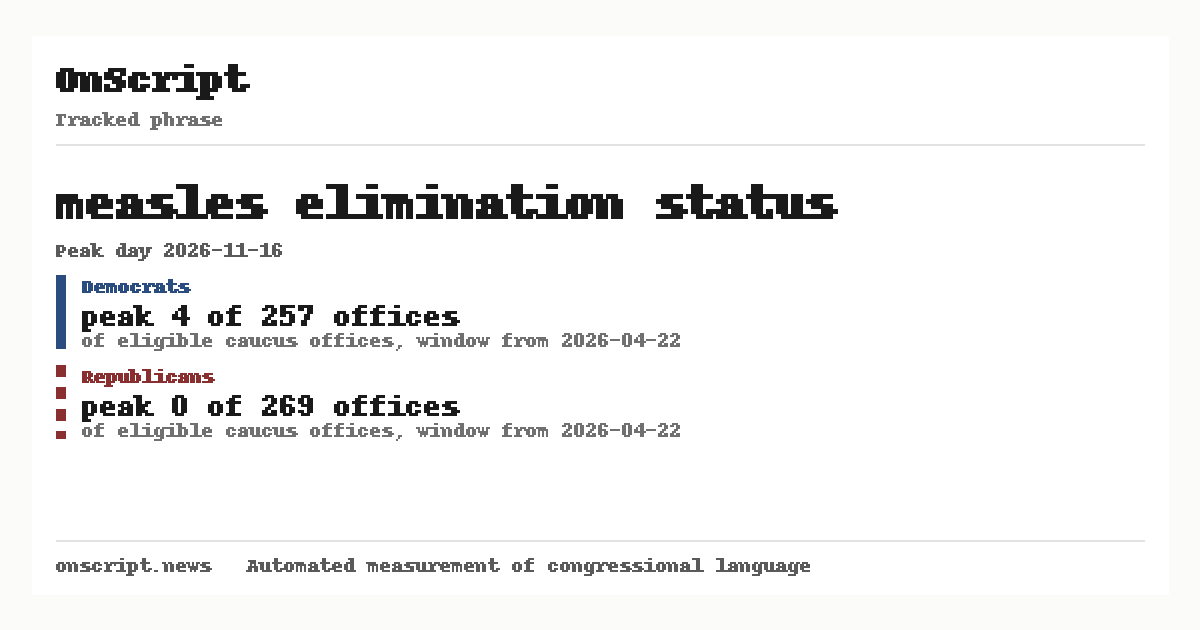 OnScript
Tracked phrase
measles elimination status
Peak day 2026-11-16
Democrats
peak 4 of 257 offices
of eligible caucus offices, window from 2026-04-22
Republicans
peak 0 of 269 offices
of eligible caucus offices, window from 2026-04-22
onscript.news Automated measurement of congressional language